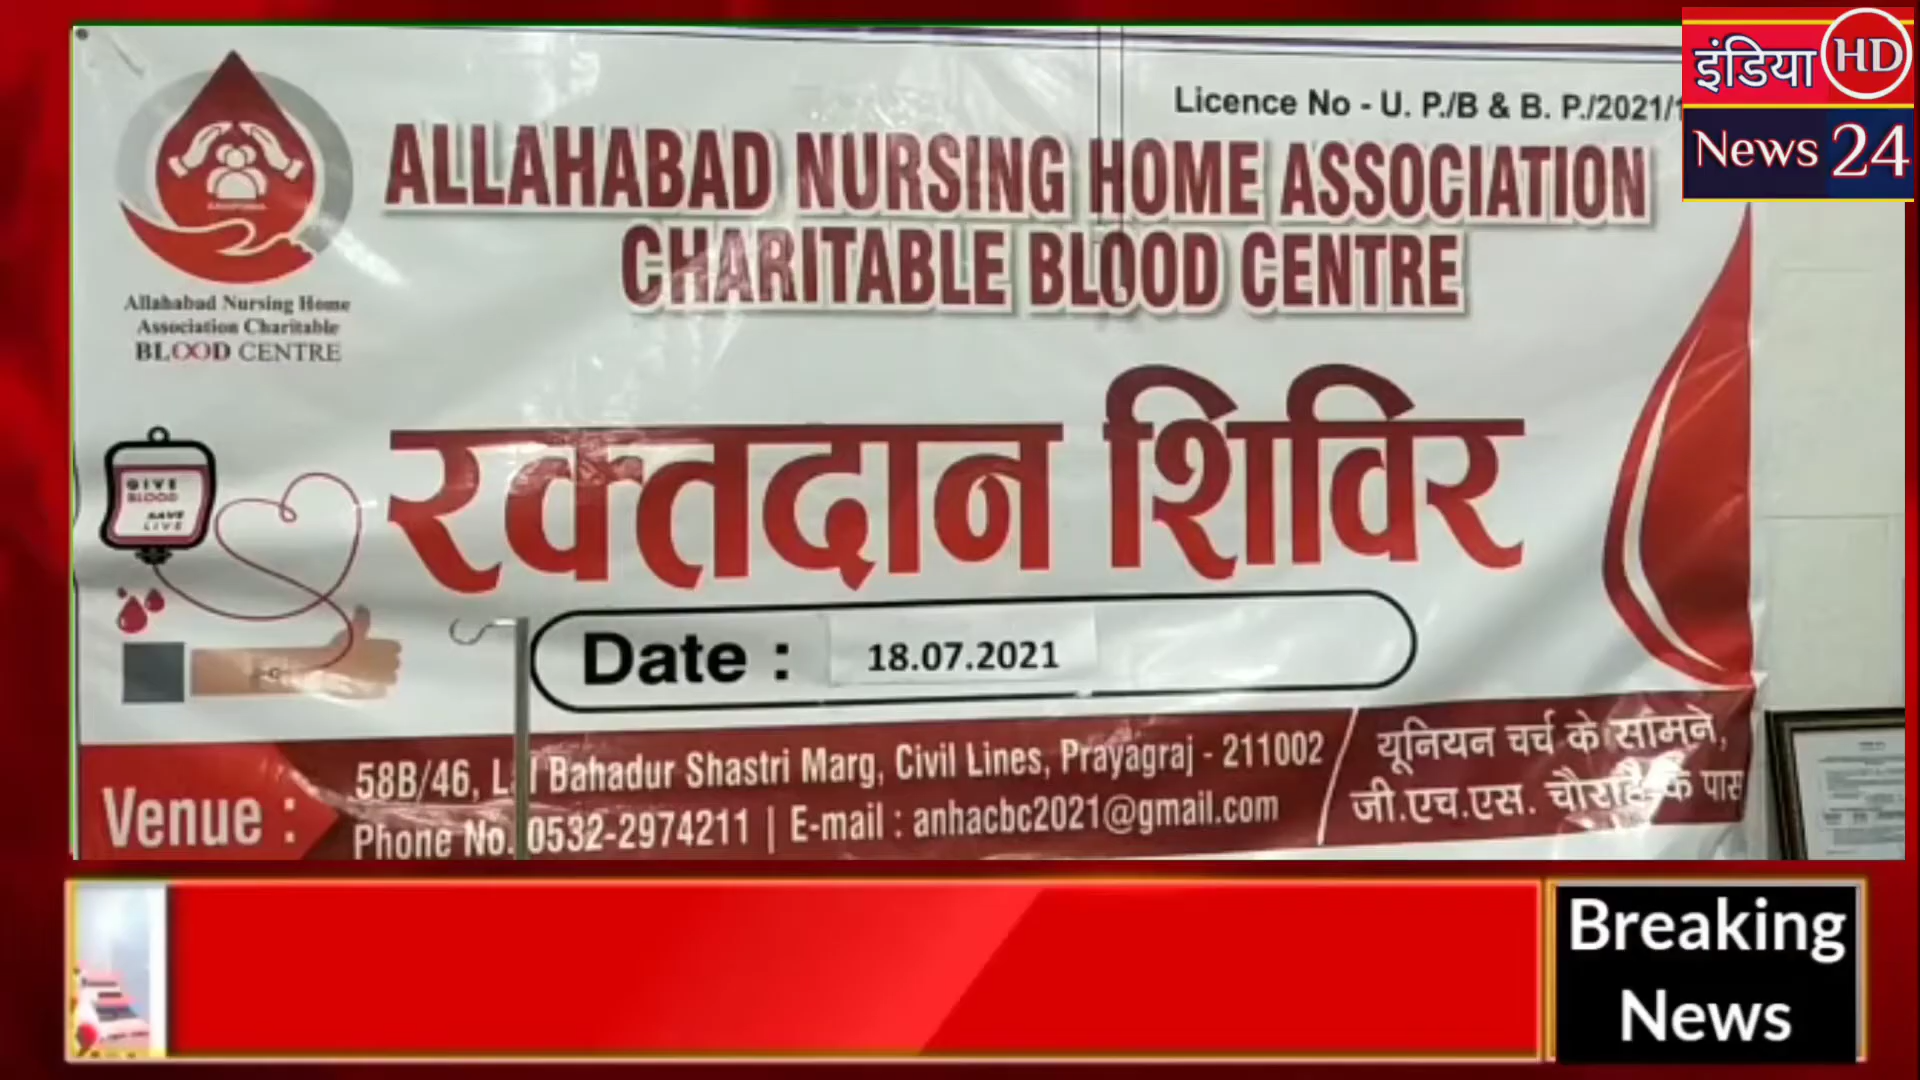 इंडिया HD
News 24
Licence No - U. P./B & B. P./2021/
ALLAHABAD NURSING HOME ASSOCIATION
CHARITABLE BLOOD CENTRE
Allahabad Nursing Home
Association Charitable
BLOOD CENTRE
रक्तदान शिविर
GIVE
BLOOD
SAVE
LIVE
Date : 18.07.2021
Venue :
58B/46, Lal Bahadur Shastri Marg, Civil Lines, Prayagraj - 211002
Phone No. 0532-2974211 | E-mail : anhacbc2021@gmail.com
यूनियन चर्च के सामने,
जी.एच.एस. चौराहे के पास
Breaking
News